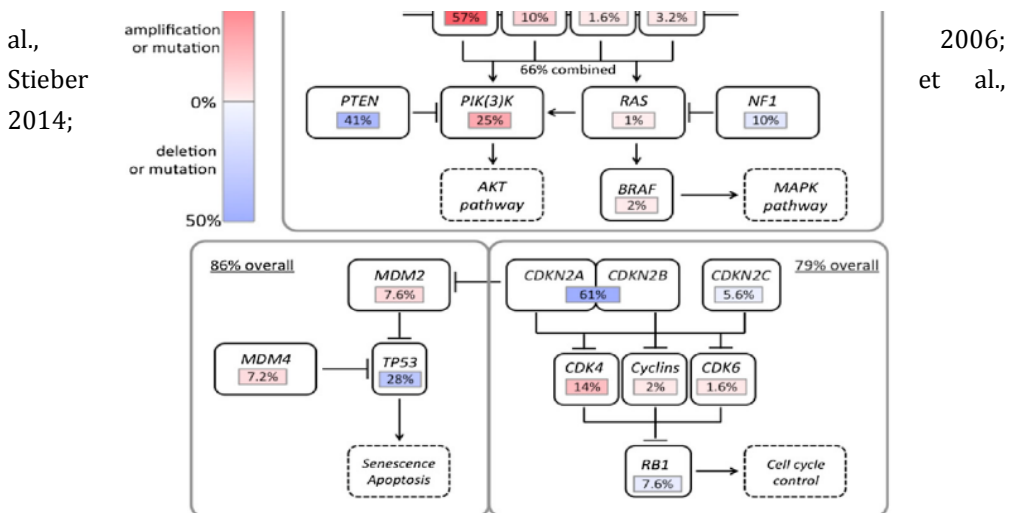 al., 2006;
Stieber et al.,
2014;
amplification
or mutation
0%
deletion
or mutation
50%
57% 10% 1.6% 3.2%
66% combined
PTEN
41%
PIK(3)K
25%
RAS
1%
NF1
10%
AKT
pathway
BRAF
2%
MAPK
pathway
86% overall
MDM2
7.6%
MDM4
7.2%
TP53
28%
Senescence
Apoptosis
79% overall
CDKN2A CDKN2B
61%
CDKN2C
5.6%
CDK4
14%
Cyclins
2%
CDK6
1.6%
RB1
7.6%
Cell cycle
control